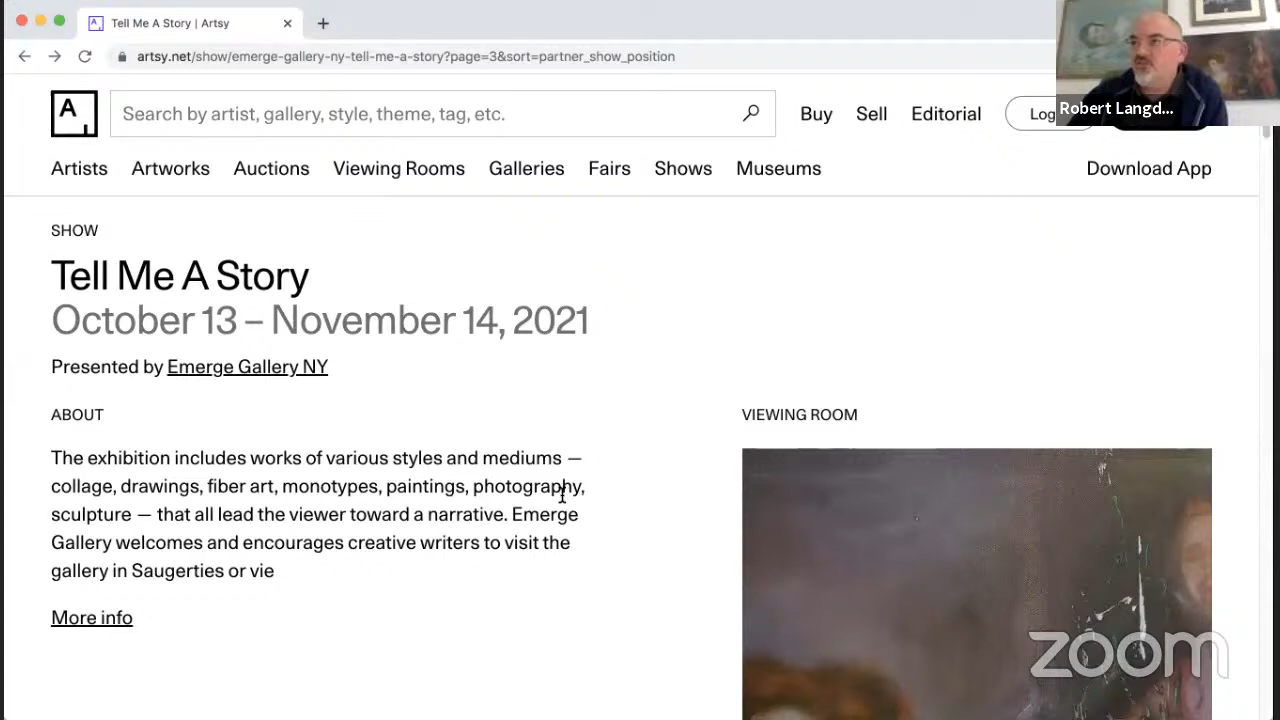 Tell Me A Story | Artsy
artsy.net/show/emerge-gallery-ny-tell-me-a-story?page=3&sort=partner_show_position
Robert Langd...
A
Search by artist, gallery, style, theme, tag, etc.
Buy Sell Editorial Log
Artists Artworks Auctions Viewing Rooms Galleries Fairs Shows Museums Download App
SHOW
Tell Me A Story
October 13 – November 14, 2021
Presented by Emerge Gallery NY
ABOUT
The exhibition includes works of various styles and mediums —
collage, drawings, fiber art, monotypes, paintings, photography,
sculpture — that all lead the viewer toward a narrative. Emerge
Gallery welcomes and encourages creative writers to visit the
gallery in Saugerties or vie
More info
VIEWING ROOM
zoom